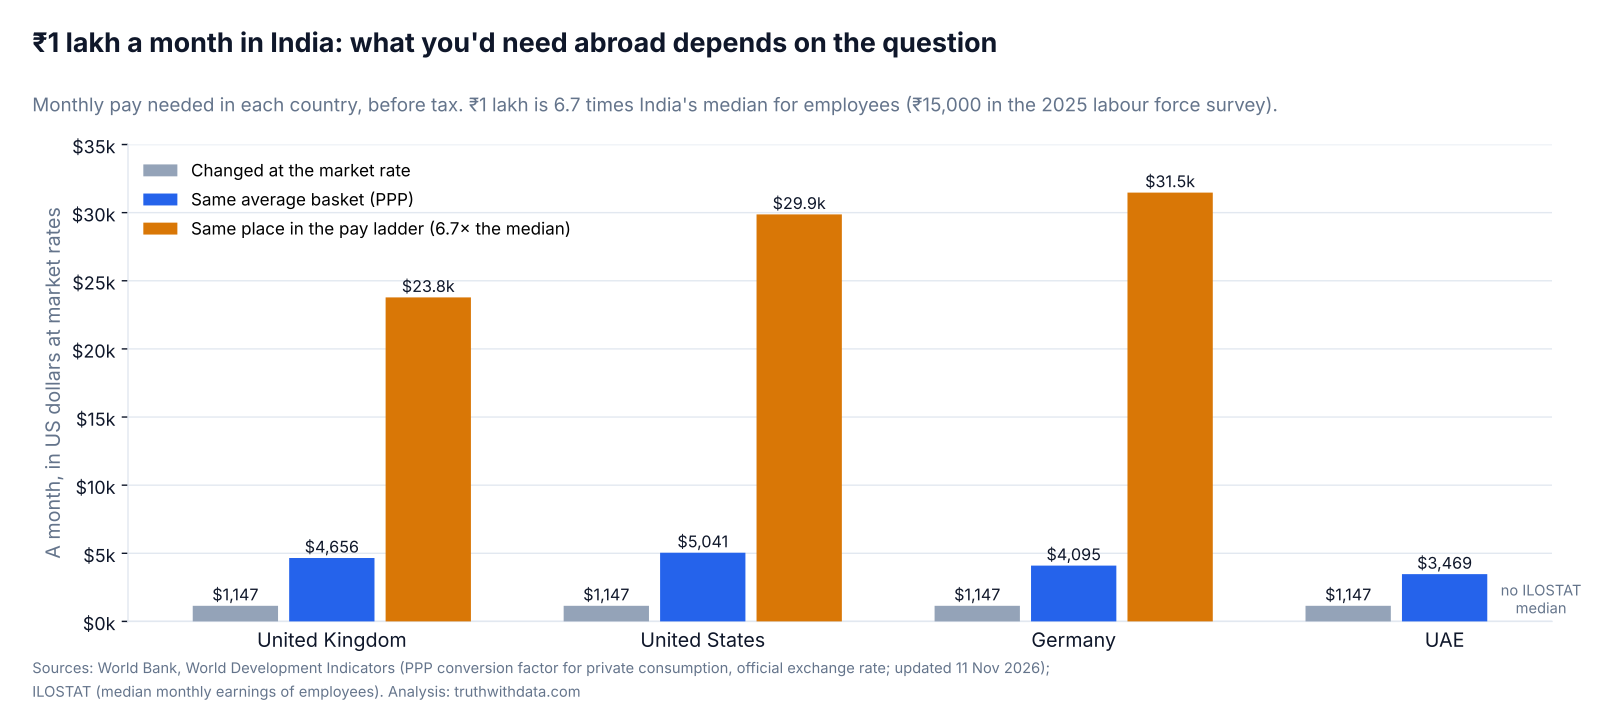 ₹1 lakh a month in India: what you'd need abroad depends on the question
Monthly pay needed in each country, before tax. ₹1 lakh is 6.7 times India's median for employees (₹15,000 in the 2025 labour force survey).
A month, in US dollars at market rates
$35k
$30k
$25k
$20k
$15k
$10k
$5k
$0k
Changed at the market rate
Same average basket (PPP)
Same place in the pay ladder (6.7× the median)
$1,147
$4,656
$23.8k
$1,147
$5,041
$29.9k
$1,147
$4,095
$31.5k
$1,147
$3,469
no ILOSTAT
median
United Kingdom
United States
Germany
UAE
Sources: World Bank, World Development Indicators (PPP conversion factor for private consumption, official exchange rate; updated 11 Nov 2026);
ILOSTAT (median monthly earnings of employees). Analysis: truthwithdata.com